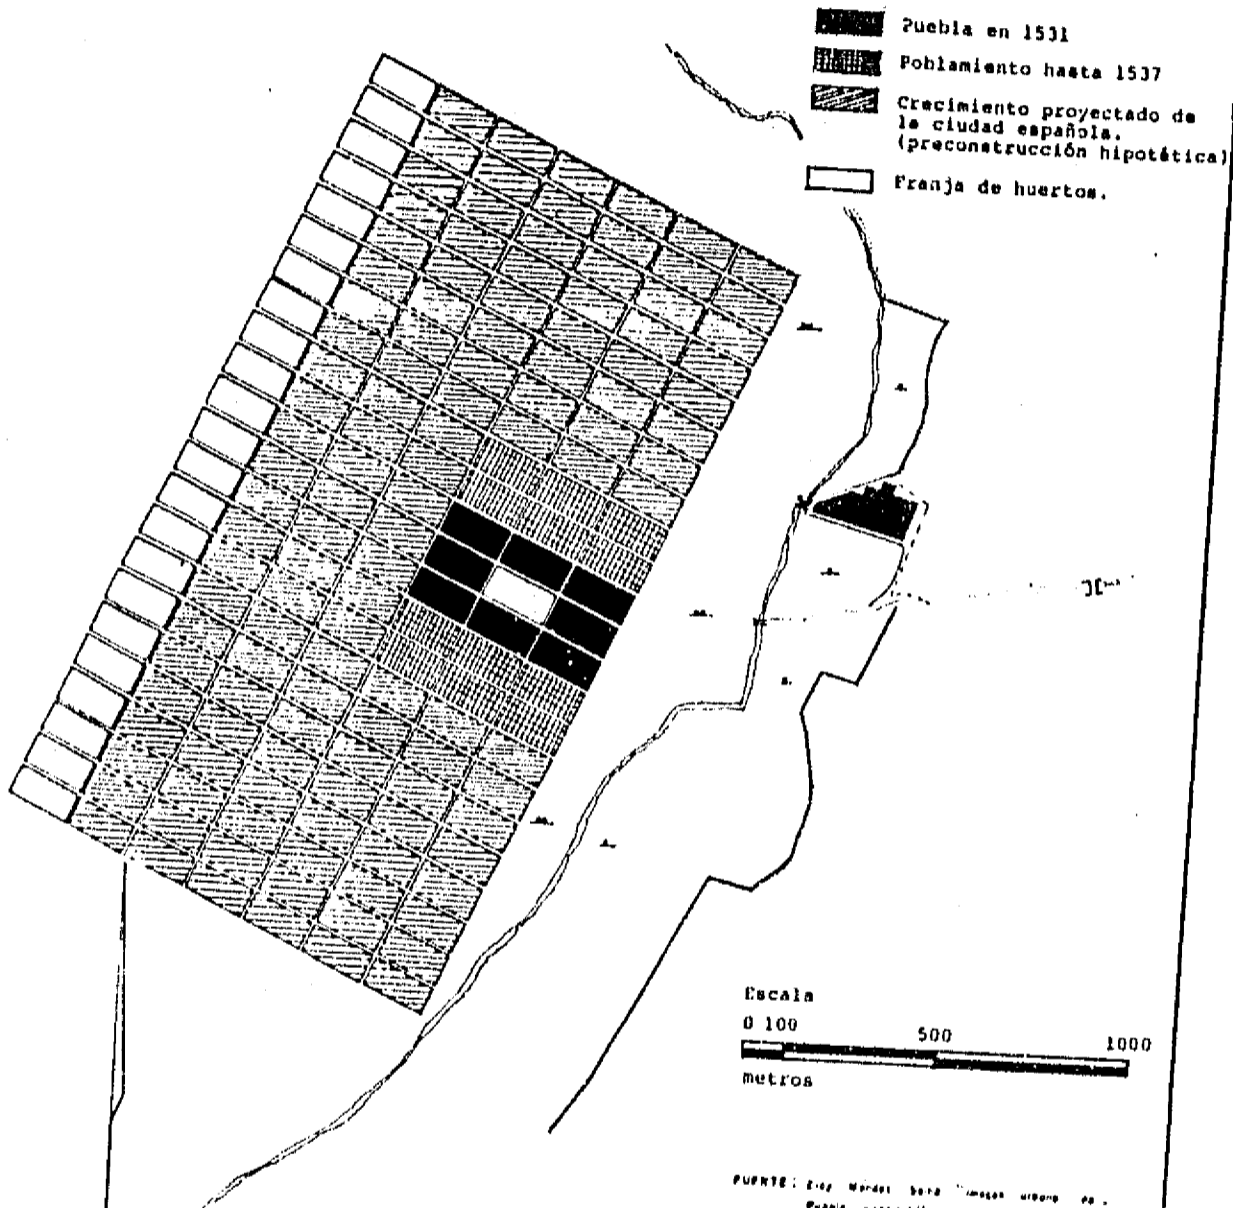 Puebla en 1531
Poblamiento hasta 1537
Crecimiento proyectado de
la ciudad española.
(preconstrucción hipotética)
Franja de huertos.
Escala
0 100 500 1000
metros
FUENTE: